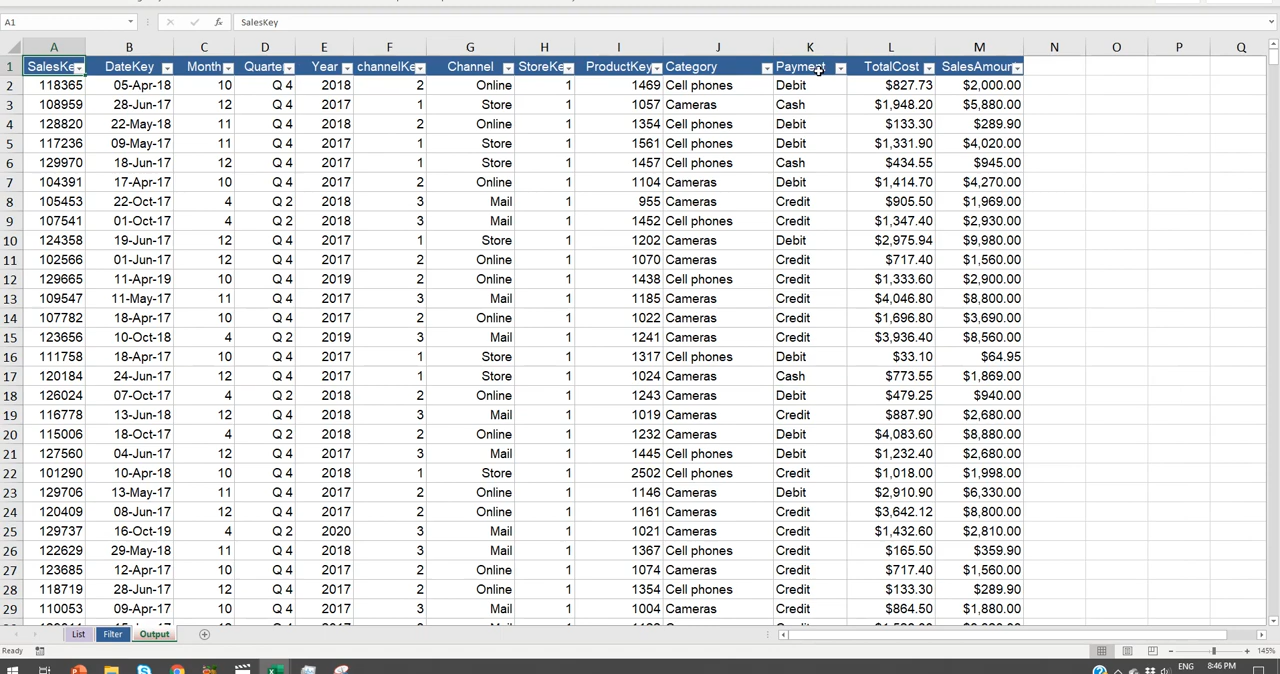 A1 fx SalesKey
A B C D E F G H I J K L M N O P Q
1 SalesKe DateKey Month Quarte Year channelKe Channel StoreKe ProductKey Category Payment TotalCost SalesAmoun
2 118365 05-Apr-18 10 Q 4 2018 2 Online 1 1469 Cell phones Debit $827.73 $2,000.00
3 108959 28-Jun-17 12 Q 4 2017 1 Store 1 1057 Cell phones Cash $1,948.20 $5,880.00
4 128820 22-May-18 11 Q 4 2018 2 Online 1 1354 Cell phones Debit $133.30 $289.90
5 117236 09-May-17 11 Q 4 2017 1 Store 1 1561 Cell phones Debit $1,331.90 $4,020.00
6 129970 18-Jun-17 12 Q 4 2017 1 Store 1 1457 Cell phones Cash $434.55 $945.00
7 104391 17-Apr-17 10 Q 4 2017 2 Online 1 1104 Cameras Debit $1,414.70 $4,270.00
8 105453 22-Oct-17 4 Q 2 2018 3 Mail 1 955 Cameras Credit $905.50 $1,969.00
9 107541 01-Oct-17 4 Q 2 2018 3 Mail 1 1452 Cell phones Credit $1,347.40 $2,930.00
10 124358 19-Jun-17 12 Q 4 2017 1 Store 1 1202 Cameras Debit $2,975.94 $9,980.00
11 102566 01-Jun-17 12 Q 4 2017 2 Online 1 1070 Cameras Credit $717.40 $1,560.00
12 129665 11-Apr-19 10 Q 4 2019 2 Online 1 1438 Cell phones Credit $1,333.60 $2,900.00
13 109547 11-May-17 11 Q 4 2017 3 Mail 1 1185 Cameras Credit $4,046.80 $8,800.00
14 107782 18-Apr-17 10 Q 4 2017 2 Online 1 1022 Cameras Credit $1,696.80 $3,690.00
15 123656 10-Oct-18 4 Q 2 2019 3 Mail 1 1241 Cameras Credit $3,936.40 $8,560.00
16 111758 18-Apr-17 10 Q 4 2017 1 Store 1 1317 Cell phones Debit $33.10 $64.95
17 120184 24-Jun-17 12 Q 4 2017 1 Store 1 1024 Cameras Cash $773.55 $1,869.00
18 126024 07-Oct-17 4 Q 2 2018 2 Online 1 1243 Cameras Debit $479.25 $940.00
19 116778 13-Jun-18 12 Q 4 2018 3 Mail 1 1019 Cameras Credit $887.90 $2,680.00
20 115006 18-Oct-17 4 Q 2 2018 2 Online 1 1232 Cameras Debit $4,083.60 $8,880.00
21 127560 04-Jun-17 12 Q 4 2017 3 Mail 1 1445 Cell phones Debit $1,232.40 $2,680.00
22 101290 10-Apr-18 10 Q 4 2018 1 Store 1 2502 Cell phones Credit $1,018.00 $1,998.00
23 129706 13-May-17 11 Q 4 2017 2 Online 1 1146 Cameras Debit $2,910.90 $6,330.00
24 120409 08-Jun-17 12 Q 4 2017 2 Online 1 1161 Cameras Credit $3,642.12 $8,800.00
25 129737 16-Oct-19 4 Q 2 2020 3 Mail 1 1021 Cameras Credit $1,432.60 $2,810.00
26 122629 29-May-18 11 Q 4 2018 3 Mail 1 1367 Cell phones Credit $165.50 $359.90
27 123685 12-Apr-17 10 Q 4 2017 2 Online 1 1074 Cameras Credit $717.40 $1,560.00
28 118719 28-Jun-17 12 Q 4 2017 2 Online 1 1354 Cell phones Debit $133.30 $289.90
29 110053 09-Apr-17 10 Q 4 2017 3 Mail 1 1004 Cameras Credit $864.50 $1,880.00
List Filter Output
Ready 145%
ENG 8:46 PM